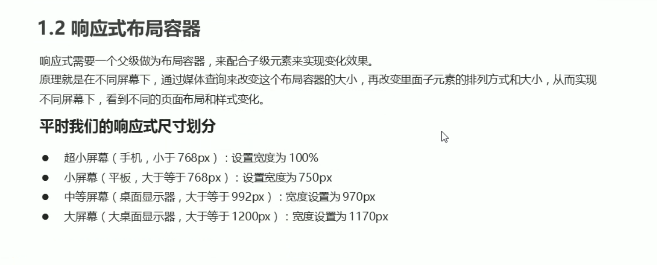 1.2 响应式布局容器
响应式需要一个父级做为布局容器，来配合子级元素来实现变化效果。
原理就是在不同屏幕下，通过媒体查询来改变这个布局容器的大小，再改变里面子元素的排列方式和大小，从而实现
不同屏幕下，看到不同的页面布局和样式变化。
平时我们的响应式尺寸划分
● 超小屏幕（手机，小于 768px）：设置宽度为 100%
● 小屏幕（平板，大于等于 768px）：设置宽度为 750px
● 中等屏幕（桌面显示器，大于等于 992px）：宽度设置为 970px
● 大屏幕（大桌面显示器，大于等于 1200px）：宽度设置为 1170px